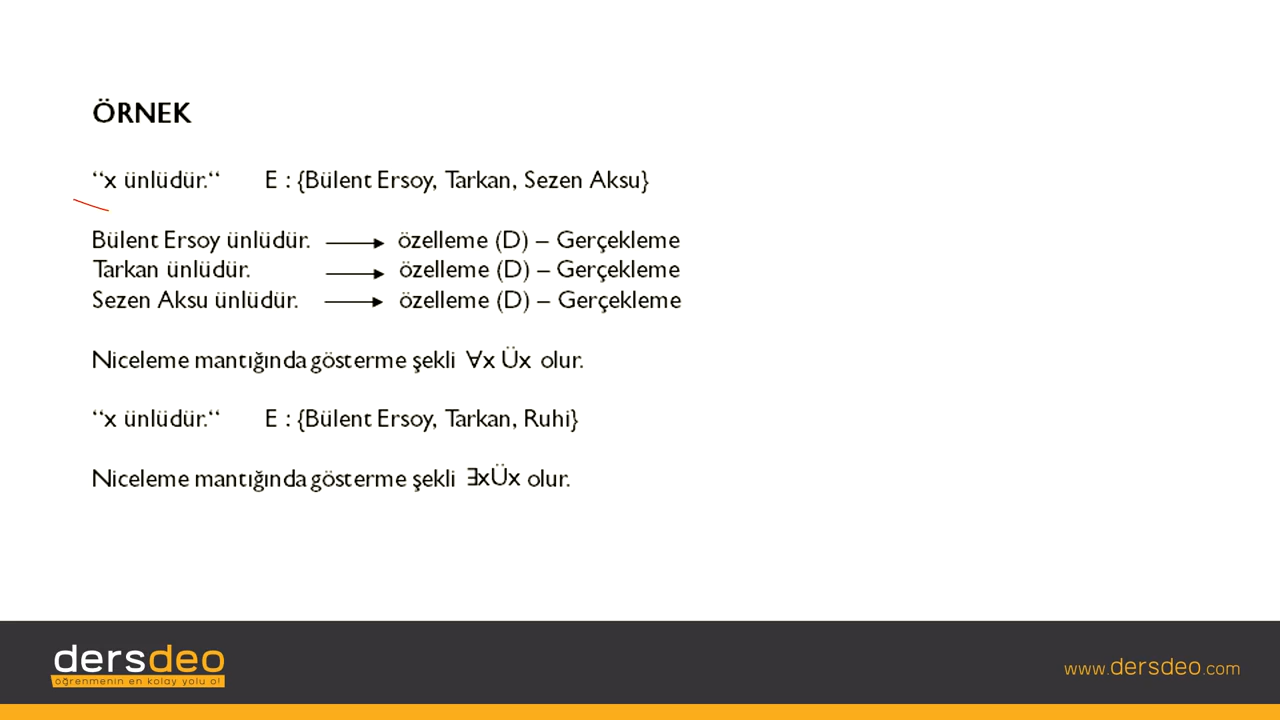 ÖRNEK
“x ünlüdür.“ E : {Bülent Ersoy, Tarkan, Sezen Aksu}
Bülent Ersoy ünlüdür. → özelleme (D) – Gerçekleme
Tarkan ünlüdür. → özelleme (D) – Gerçekleme
Sezen Aksu ünlüdür. → özelleme (D) – Gerçekleme
Niceleme mantığında gösterme şekli ∀x Üx olur.
“x ünlüdür.“ E : {Bülent Ersoy, Tarkan, Ruhi}
Niceleme mantığında gösterme şekli ∃xÜx olur.
dersdeo
öğrenmenin en kolay yolu o!
www.dersdeo.com